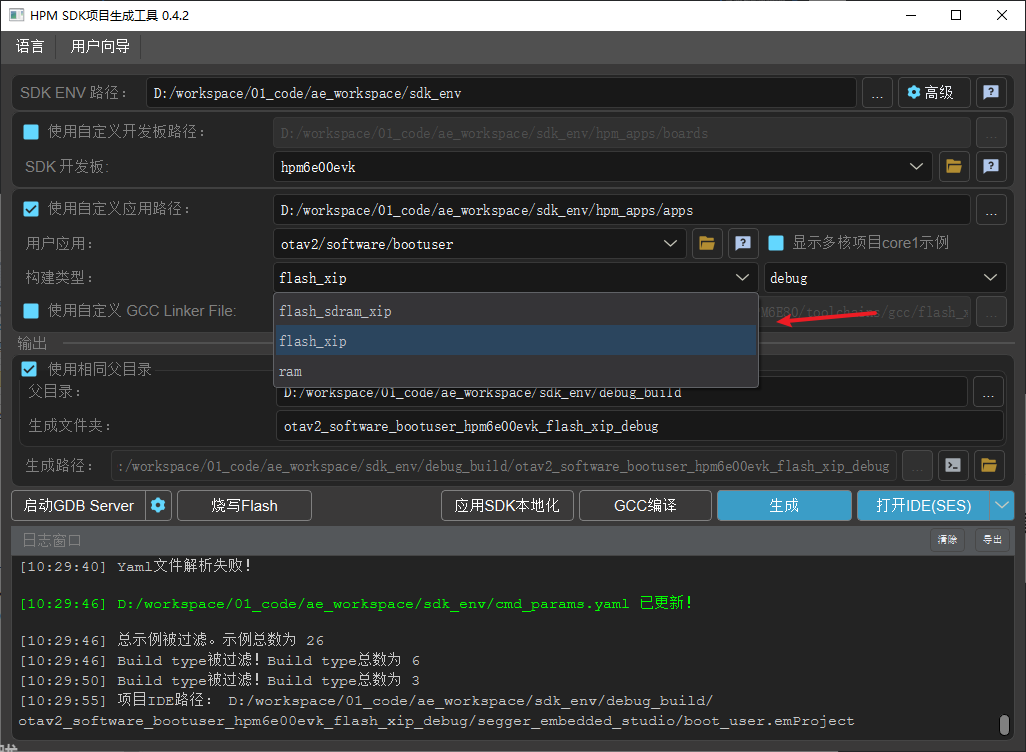 HPM SDK项目生成工具 0.4.2
语言 用户向导
SDK ENV 路径： D:/workspace/01_code/ae_workspace/sdk_env ... 高级
使用自定义开发板路径： D:/workspace/01_code/ae_workspace/sdk_env/hpm_apps/boards ...
SDK 开发板: hpm6e00evk
使用自定义应用路径： D:/workspace/01_code/ae_workspace/sdk_env/hpm_apps/apps ...
用户应用： otav2/software/bootuser 显示多核项目core1示例
构建类型： flash_xip debug
使用自定义 GCC Linker File: flash_sdram_xip /toolchains/gcc/flash_x ...
flash_xip
输出
ram
使用相同父目录
父目录： D:/workspace/01_code/ae_workspace/sdk_env/debug_build ...
生成文件夹： otav2_software_bootuser_hpm6e00evk_flash_xip_debug
生成路径： :/workspace/01_code/ae_workspace/sdk_env/debug_build/otav2_software_bootuser_hpm6e00evk_flash_xip_debug ...
启动GDB Server 烧写Flash 应用SDK本地化 GCC编译 生成 打开IDE(SES)
日志窗口 清除 导出
[10:29:40] Yaml文件解析失败！
[10:29:46] D:/workspace/01_code/ae_workspace/sdk_env/cmd_params.yaml 已更新！
[10:29:46] 总示例被过滤。示例总数为 26
[10:29:46] Build type被过滤！Build type总数为 6
[10:29:50] Build type被过滤！Build type总数为 3
[10:29:55] 项目IDE路径： D:/workspace/01_code/ae_workspace/sdk_env/debug_build/
otav2_software_bootuser_hpm6e00evk_flash_xip_debug/segger_embedded_studio/boot_user.emProject